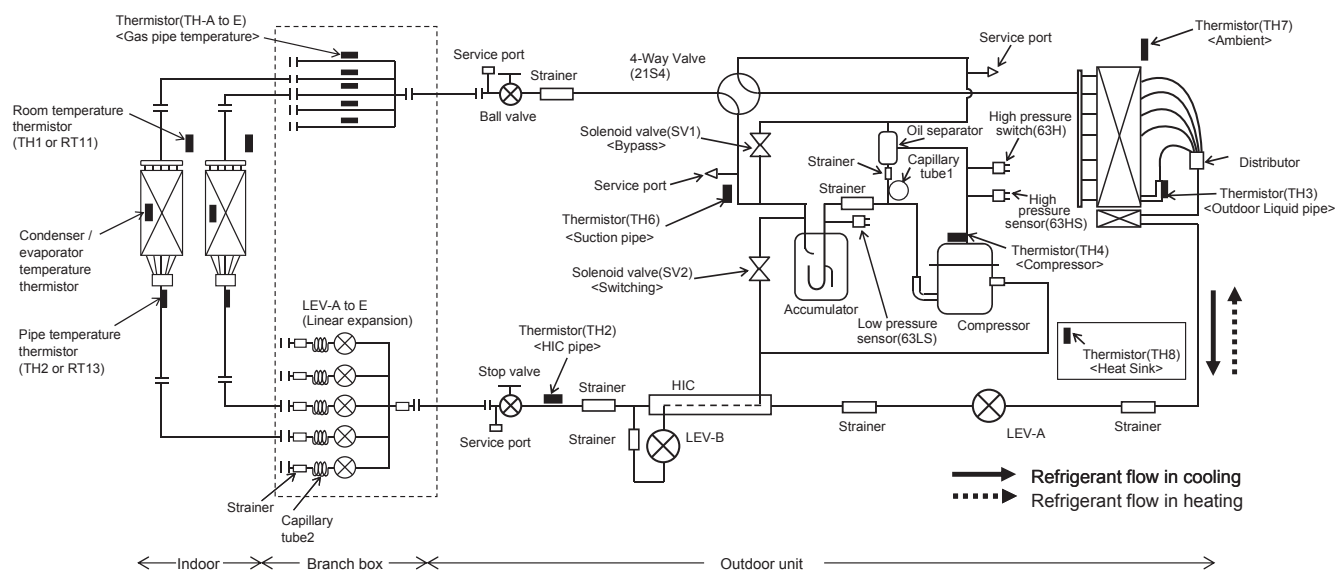 Thermistor(TH-A to E)
<Gas pipe temperature>
Service port
Strainer
Ball valve
4-Way Valve
(21S4)
Service port
Thermistor(TH7)
<Ambient>
Room temperature
thermistor
(TH1 or RT11)
Solenoid valve(SV1)
<Bypass>
Oil separator
High pressure
switch(63H)
Strainer
Capillary
tube1
Distributor
Service port
Strainer
High
pressure
sensor(63HS)
Thermistor(TH3)
<Outdoor Liquid pipe>
Thermistor(TH6)
<Suction pipe>
Condenser /
evaporator
temperature
thermistor
Thermistor(TH4)
<Compressor>
Solenoid valve(SV2)
<Switching>
LEV-A to E
(Linear expansion)
Accumulator
Low pressure
sensor(63LS)
Compressor
Pipe temperature
thermistor
(TH2 or RT13)
Thermistor(TH2)
<HIC pipe>
Thermistor(TH8)
<Heat Sink>
Stop valve
Strainer
HIC
Service port
Strainer
LEV-B
Strainer
LEV-A
Strainer
Strainer
Capillary
tube2
Refrigerant flow in cooling
Refrigerant flow in heating
Indoor
Branch box
Outdoor unit